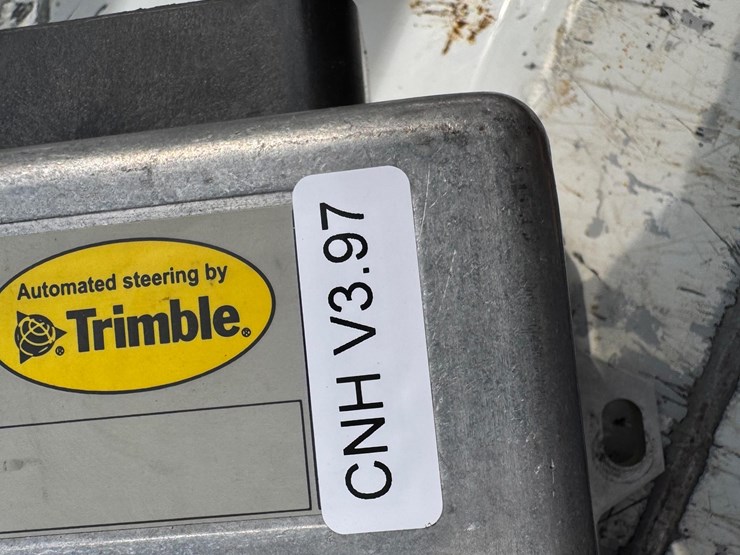 Automated steering by
Trimble®
CNH V3.97